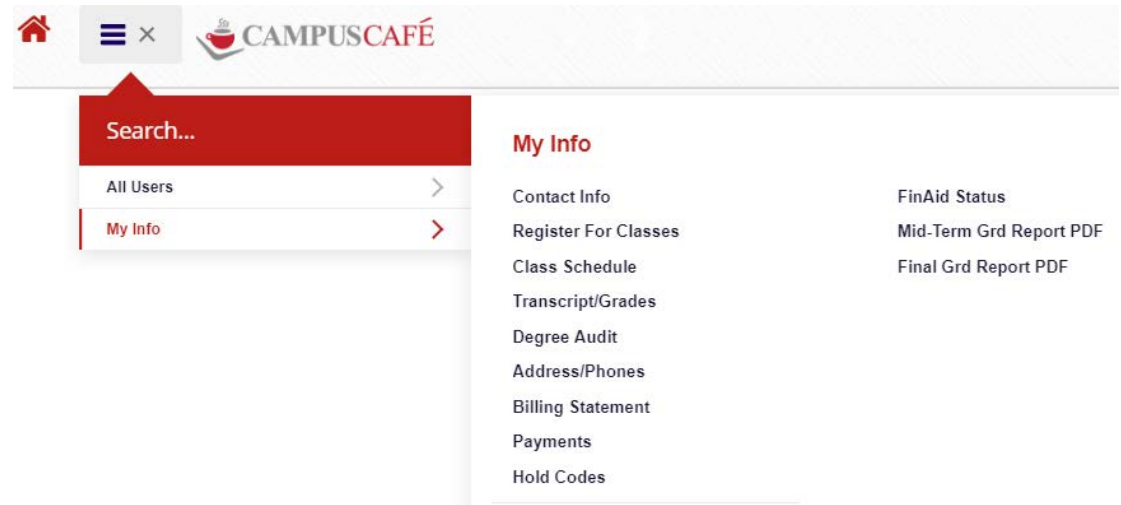 CAMPUSCAFÉ
Search...
All Users
My Info
My Info
Contact Info
Register For Classes
Class Schedule
Transcript/Grades
Degree Audit
Address/Phones
Billing Statement
Payments
Hold Codes
FinAid Status
Mid-Term Grd Report PDF
Final Grd Report PDF